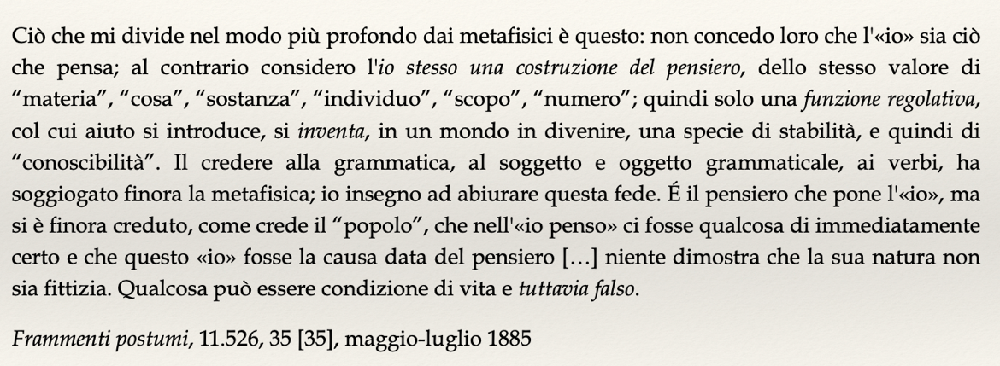 Ciò che mi divide nel modo più profondo dai metafisici è questo: non concedo loro che l'«io» sia ciò
che pensa; al contrario considero l'io stesso una costruzione del pensiero, dello stesso valore di
“materia”, “cosa”, “sostanza”, “individuo”, “scopo”, “numero”; quindi solo una funzione regolativa,
col cui aiuto si introduce, si inventa, in un mondo in divenire, una specie di stabilità, e quindi di
“conoscibilità”. Il credere alla grammatica, al soggetto e oggetto grammaticale, ai verbi, ha
soggiogato finora la metafisica; io insegno ad abiurare questa fede. É il pensiero che pone l'«io», ma
si è finora creduto, come crede il “popolo”, che nell'«io penso» ci fosse qualcosa di immediatamente
certo e che questo «io» fosse la causa data del pensiero […] niente dimostra che la sua natura non
sia fittizia. Qualcosa può essere condizione di vita e tuttavia falso.
Frammenti postumi, 11.526, 35 [35], maggio-luglio 1885